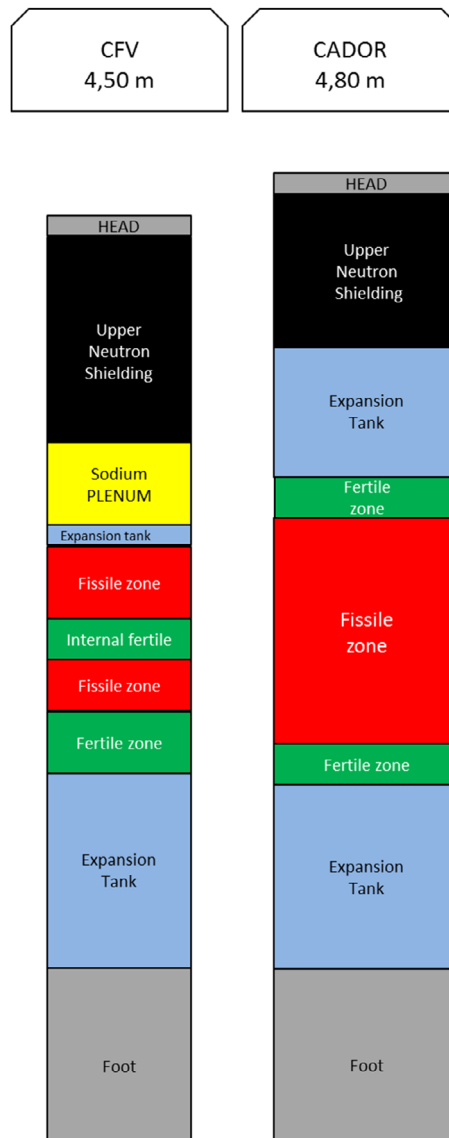 CFV
4,50 m
CADOR
4,80 m
HEAD
Upper
Neutron
Shielding
Sodium
PLENUM
Expansion tank
Fissile zone
Internal fertile
Fissile zone
Fertile zone
Expansion
Tank
Foot
HEAD
Upper
Neutron
Shielding
Expansion
Tank
Fertile
zone
Fissile
zone
Fertile zone
Expansion
Tank
Foot